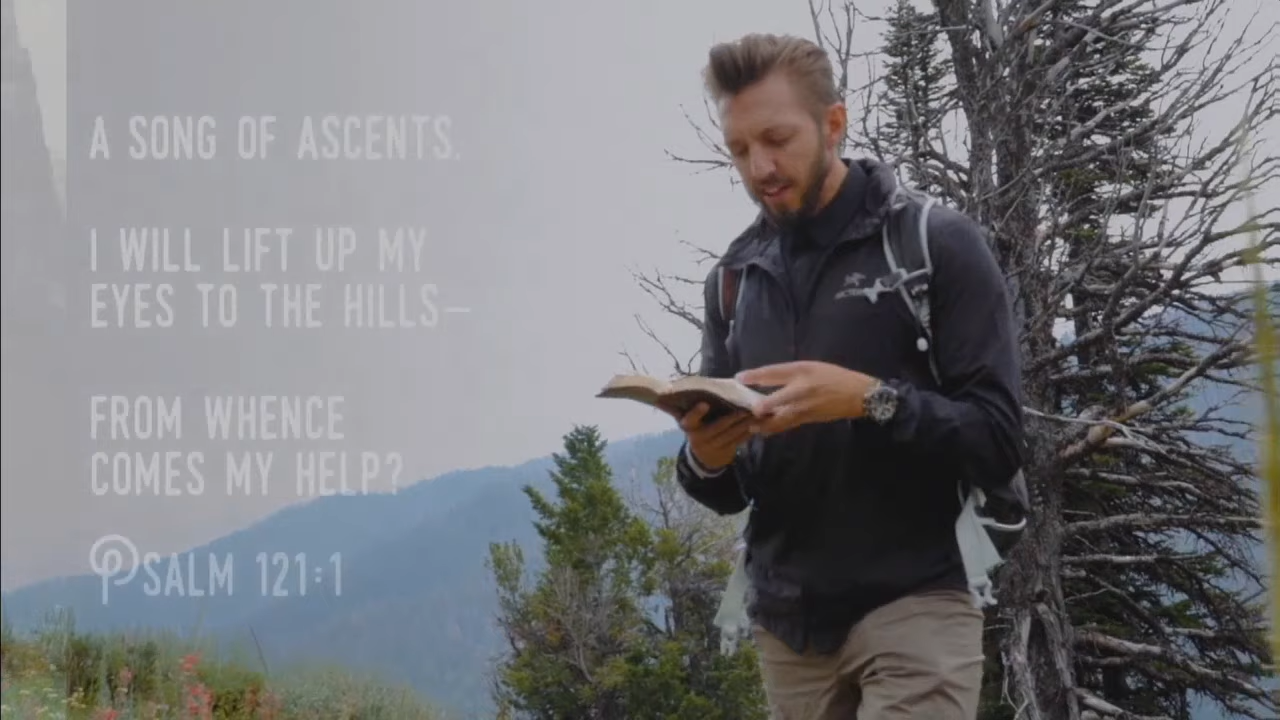 A SONG OF ASCENTS.
I WILL LIFT UP MY
EYES TO THE HILLS—
FROM WHENCE
COMES MY HELP?
PSALM 121:1